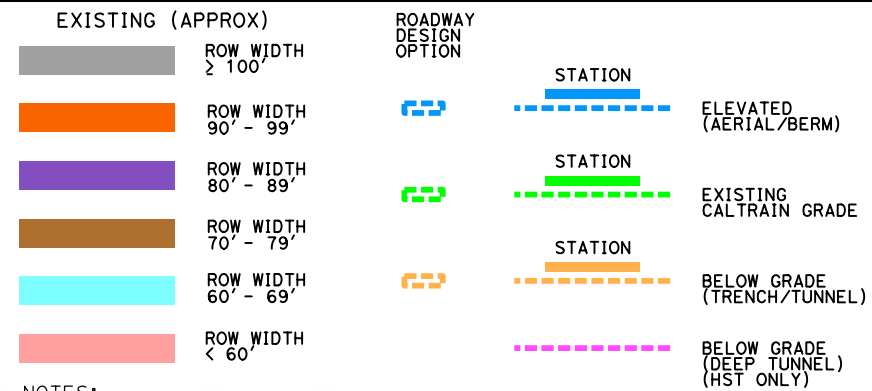 EXISTING (APPROX)
ROW WIDTH
≥ 100'
ROW WIDTH
90' - 99'
ROW WIDTH
80' - 89'
ROW WIDTH
70' - 79'
ROW WIDTH
60' - 69'
ROW WIDTH
< 60'
NOTES:
ROADWAY
DESIGN
OPTION
STATION
ELEVATED
(AERIAL/BERM)
STATION
EXISTING
CALTRAIN GRADE
STATION
BELOW GRADE
(TRENCH/TUNNEL)
BELOW GRADE
(DEEP TUNNEL)
(HST ONLY)